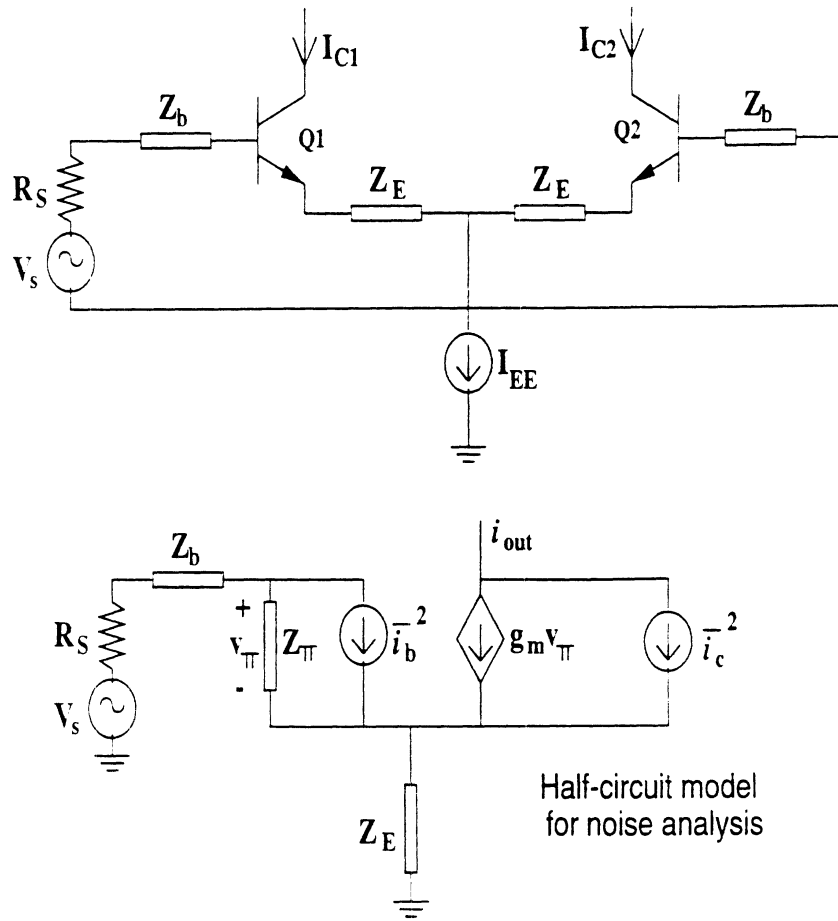 I_C1
I_C2
Z_b
Z_b
Q1
Q2
R_S
Z_E
Z_E
V_s
I_EE
i_out
Z_b
R_S
+
v_π
-
Z_π
i_b^2
g_m v_π
i_c^2
V_s
Z_E
Half-circuit model
for noise analysis